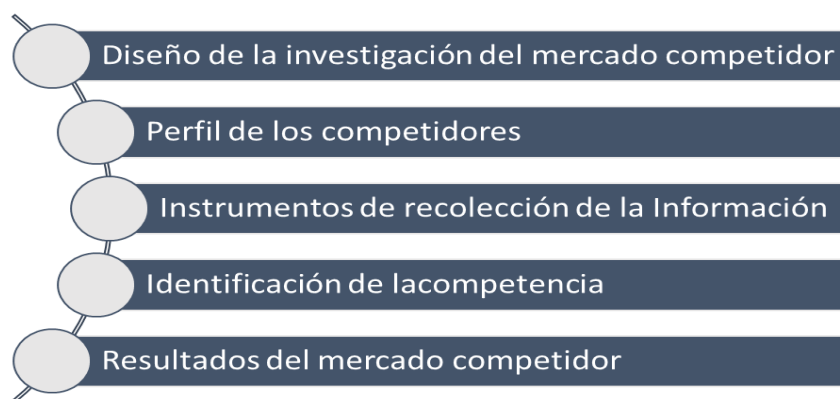 Diseño de la investigación del mercado competidor
Perfil de los competidores
Instrumentos de recolección de la Información
Identificación de lacompetencia
Resultados del mercado competidor